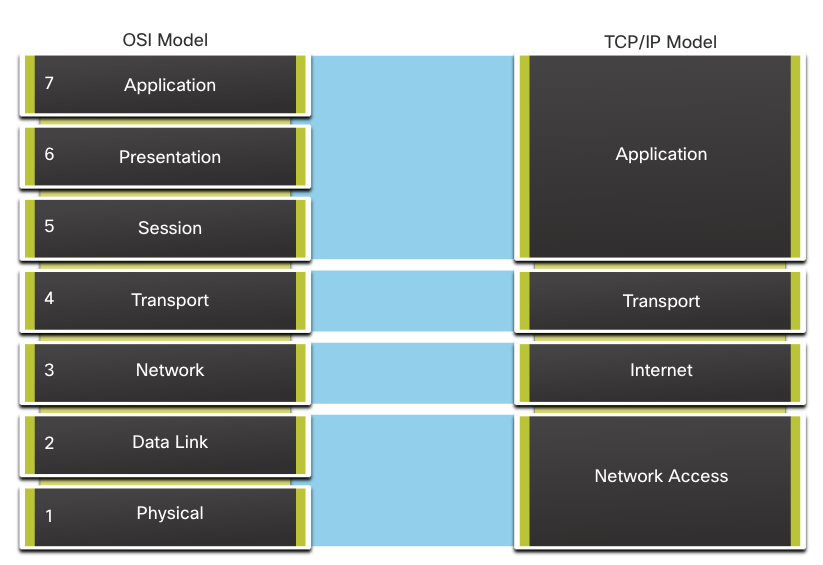 OSI Model
7 Application
6 Presentation
5 Session
4 Transport
3 Network
2 Data Link
1 Physical
TCP/IP Model
Application
Transport
Internet
Network Access